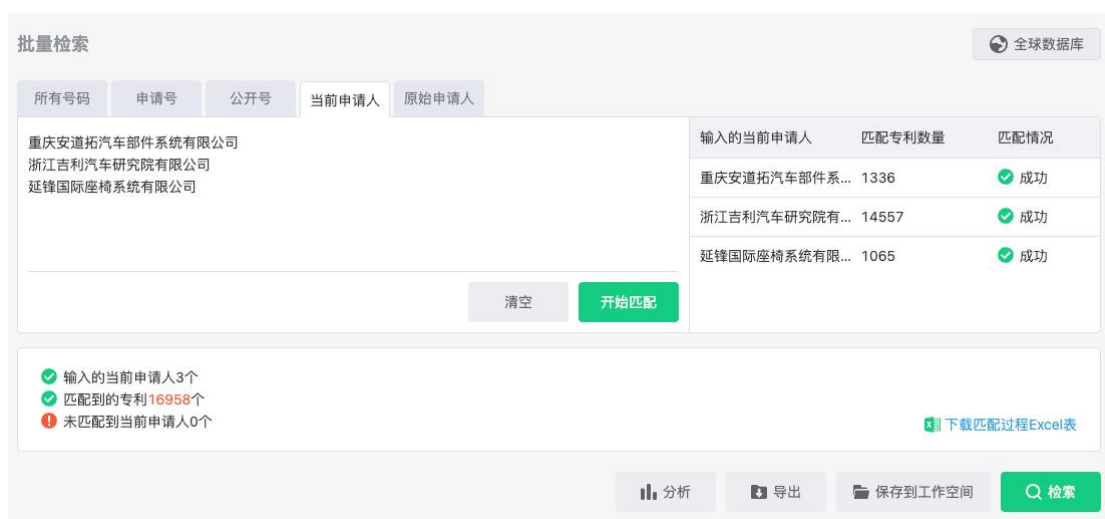 批量检索
全球数据库
所有号码 申请号 公开号 当前申请人 原始申请人
重庆安道拓汽车部件系统有限公司
浙江吉利汽车研究院有限公司
延锋国际座椅系统有限公司
清空 开始匹配
输入的当前申请人 匹配专利数量 匹配情况
重庆安道拓汽车部件系... 1336 成功
浙江吉利汽车研究院有... 14557 成功
延锋国际座椅系统有限... 1065 成功
输入的当前申请人3个
匹配到的专利16958个
未匹配到当前申请人0个
下载匹配过程Excel表
分析 导出 保存到工作空间 检索